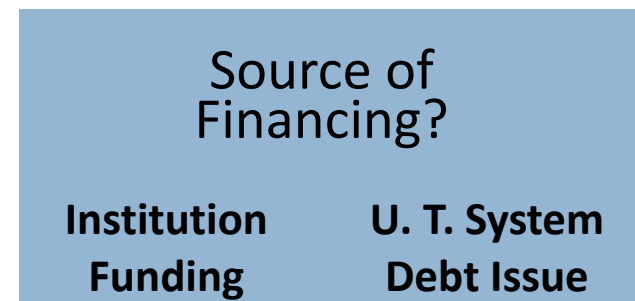 Source of
Financing?
Institution
Funding
U. T. System
Debt Issue